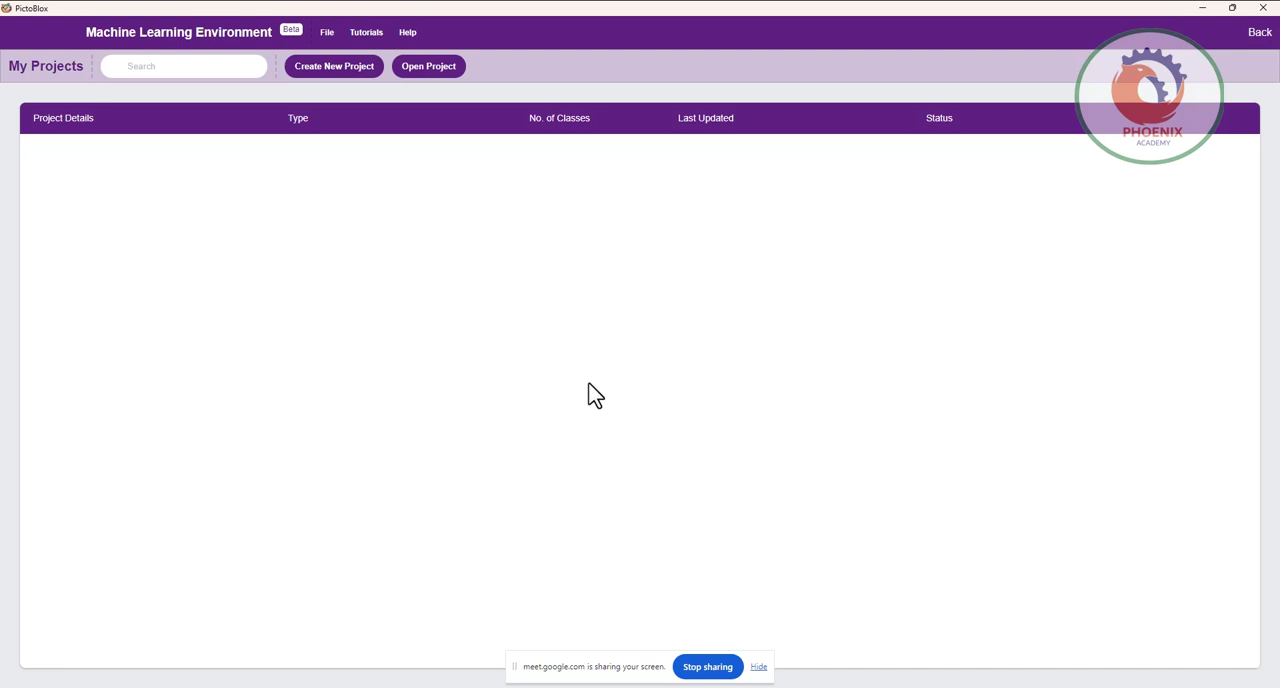 PictoBlox
Machine Learning Environment Beta File Tutorials Help Back
My Projects Search Create New Project Open Project
PHOENIX
ACADEMY
Project Details Type No. of Classes Last Updated Status
meet.google.com is sharing your screen. Stop sharing Hide